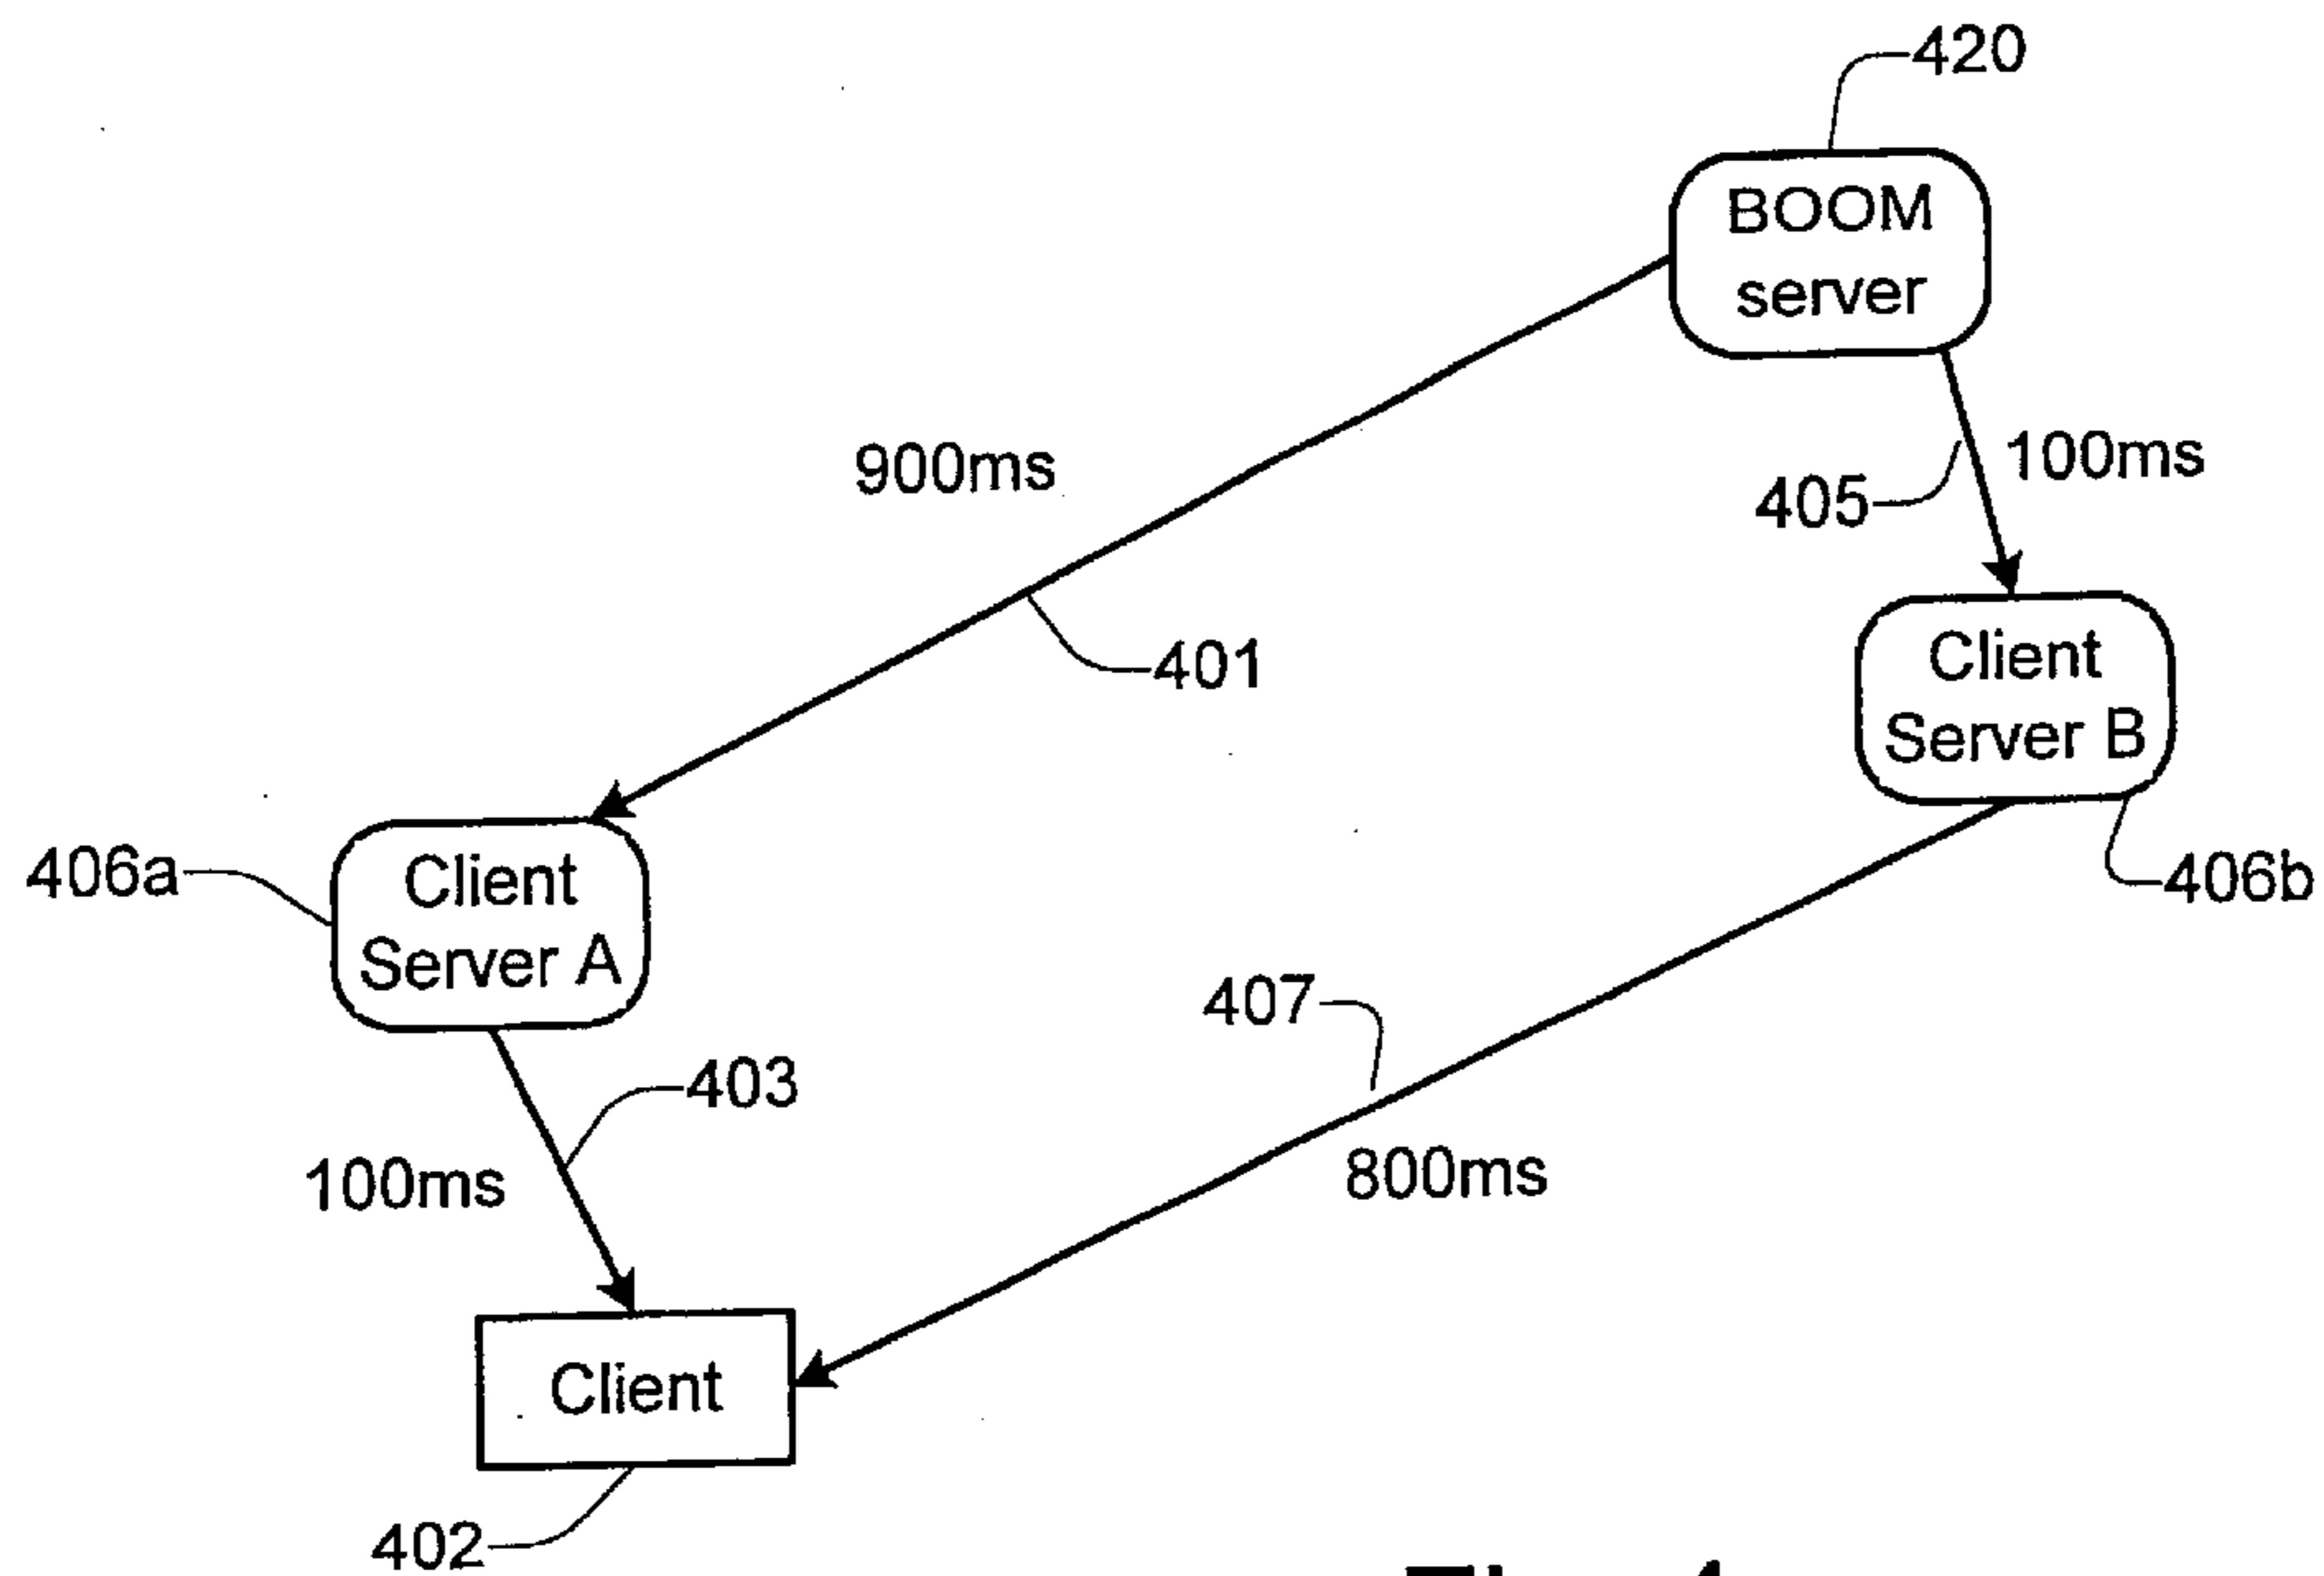 420
BOOM
server
900ms
100ms
405
401
Client
Server B
406a
Client
Server A
406b
407
403
100ms
800ms
Client
402